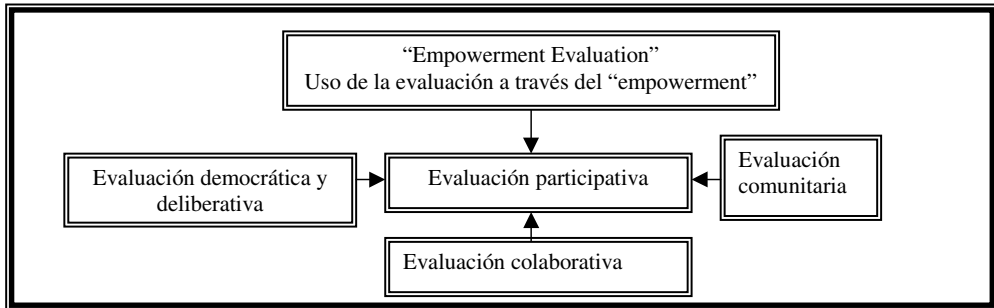 “Empowerment Evaluation”
Uso de la evaluación a través del “empowerment”
Evaluación democrática y
deliberativa
Evaluación participativa
Evaluación
comunitaria
Evaluación colaborativa